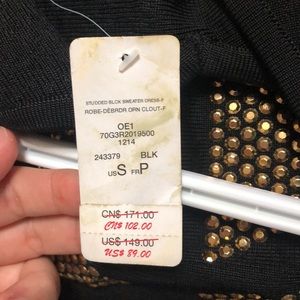 STUDDED BLCK SWEATER DRESS-F
ROBE-DÉBRDR ORN CLOUT-F
OE1
70G3R2019500
1214
243379 BLK
US S FR P
CN$ 171.00
CN$ 102.00
US$ 149.00
US$ 89.00